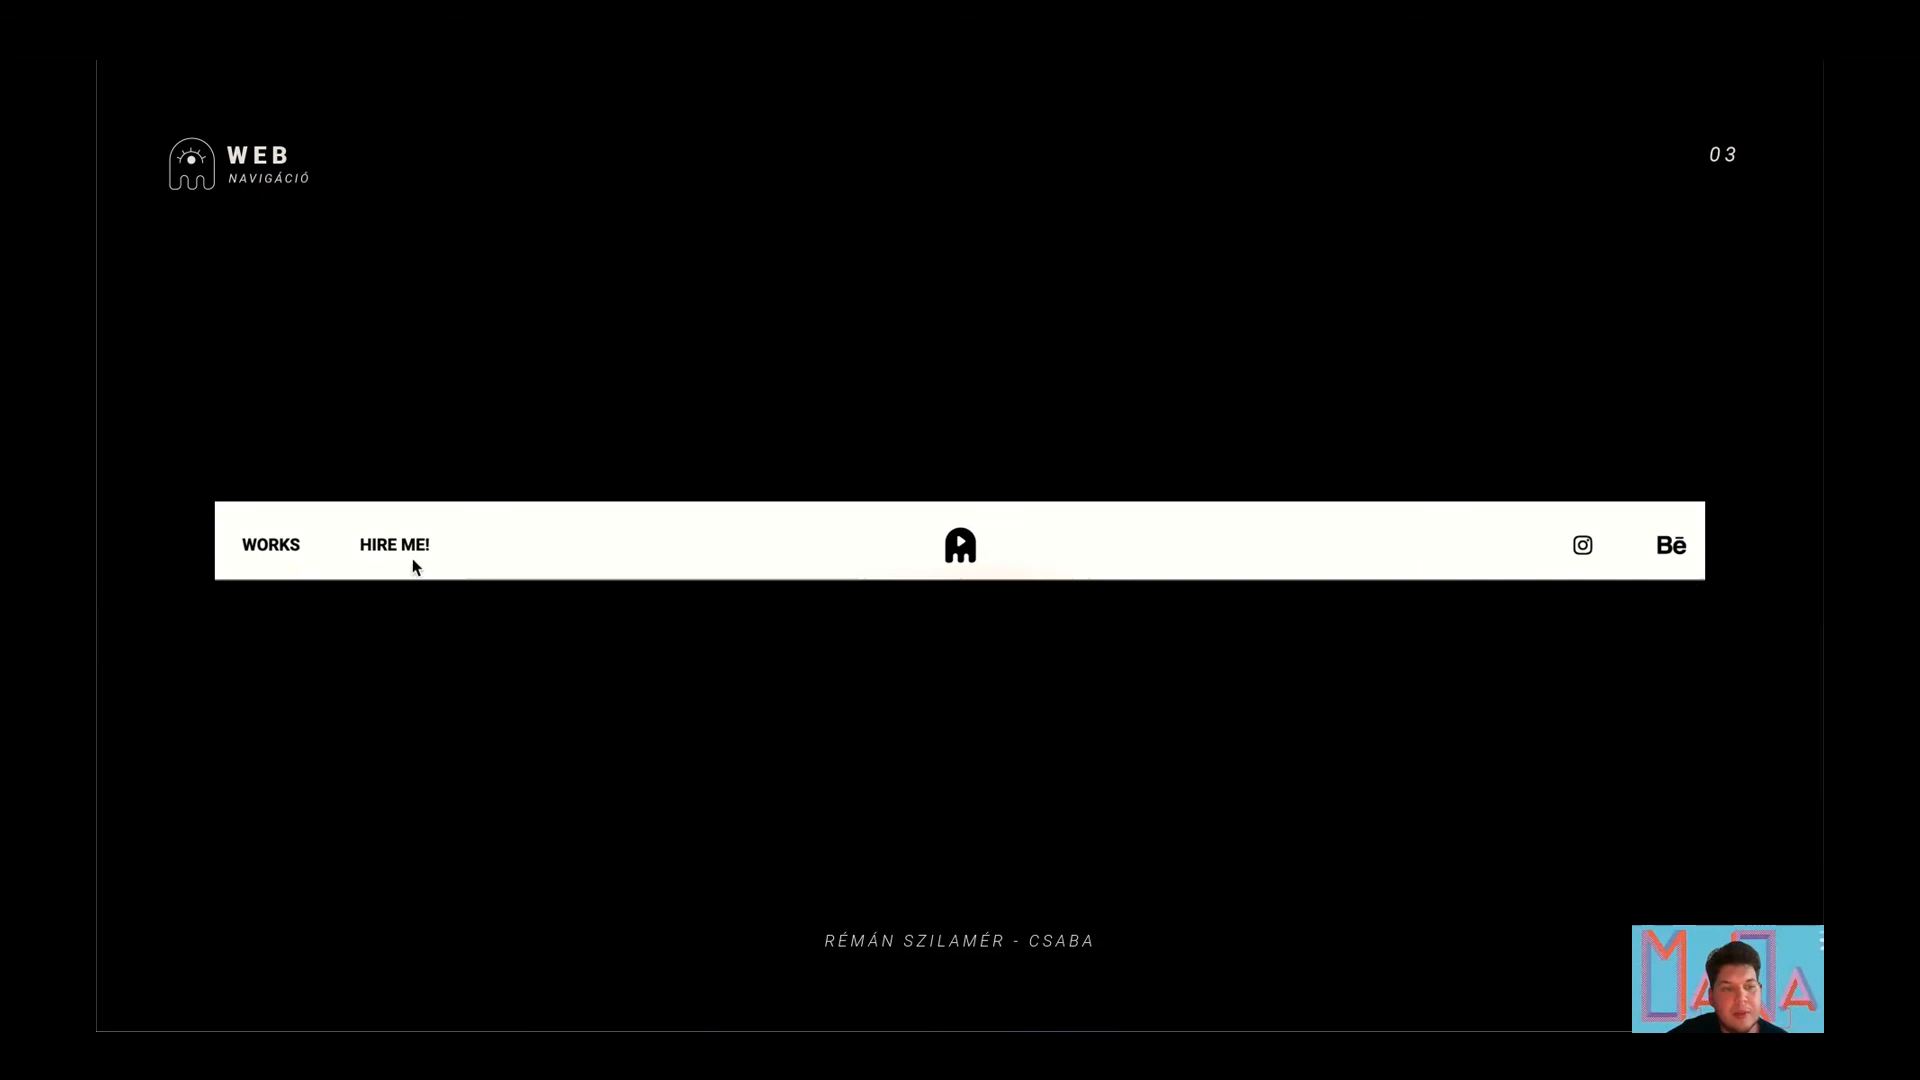 WEB
NAVIGÁCIÓ
03
WORKS
HIRE ME!
Bē
RÉMÁN SZILAMÉR - CSABA